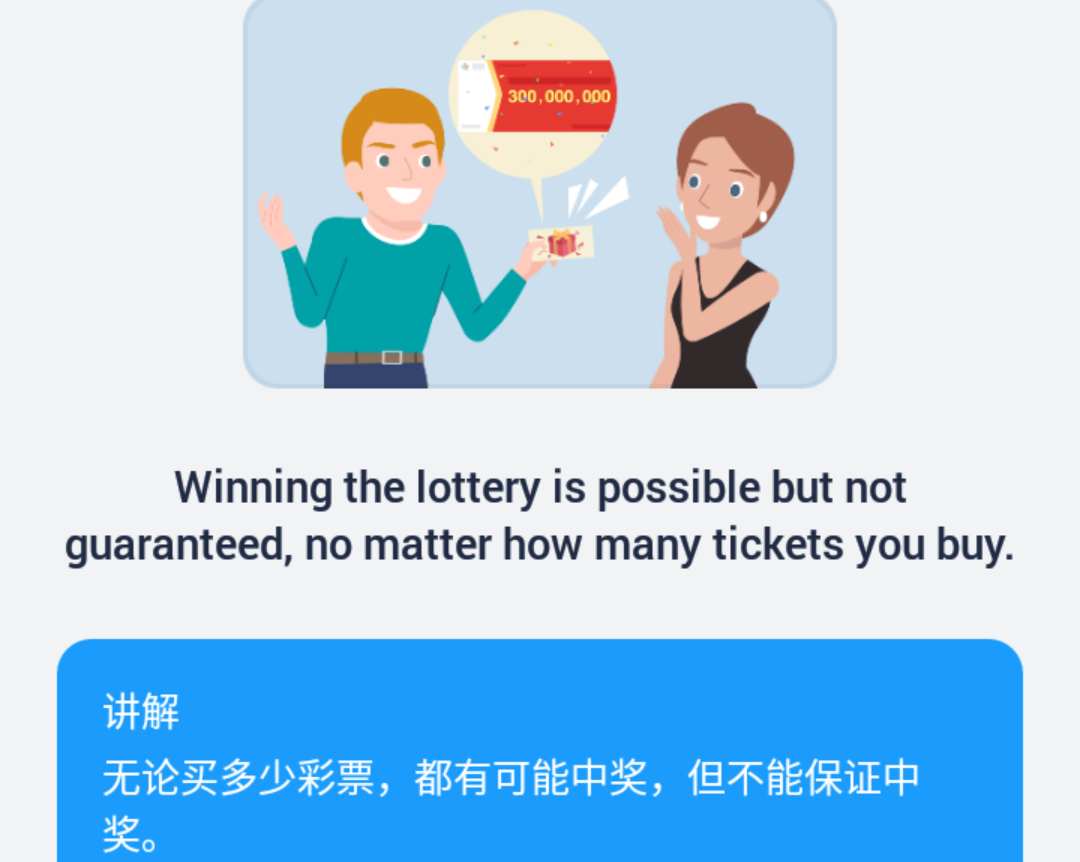 300,000,000
Winning the lottery is possible but not
guaranteed, no matter how many tickets you buy.
讲解
无论买多少彩票，都有可能中奖，但不能保证中
奖。